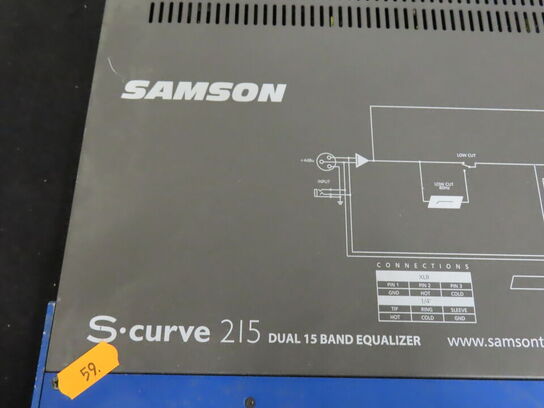 SAMSON
LOW CUT
+4dBu
INPUT
LOW CUT
CONNECTIONS
XLR
PIN 1 PIN 2 PIN 3
GND HOT COLD
1/4"
TIP RING SLEEVE
HOT COLD GND
S•curve 215 DUAL 15 BAND EQUALIZER www.samsont
59.